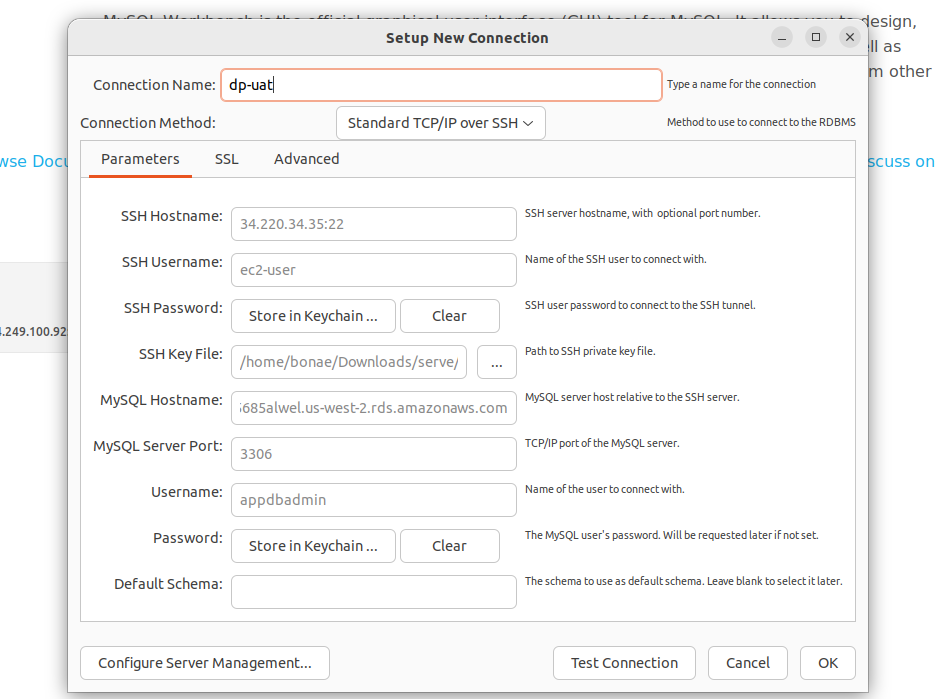 MySQL Workbench is the official graphical user interface (GUI) tool for MySQL. It allows you to design,
Setup New Connection
ll as
m other
Connection Name: dp-uat Type a name for the connection
Connection Method: Standard TCP/IP over SSH Method to use to connect to the RDBMS
wse Docu
scuss on
Parameters SSL Advanced
SSH Hostname: 34.220.34.35:22 SSH server hostname, with optional port number.
SSH Username: ec2-user Name of the SSH user to connect with.
SSH Password: Store in Keychain ... Clear SSH user password to connect to the SSH tunnel.
.249.100.92
SSH Key File: /home/bonae/Downloads/serve/ ... Path to SSH private key file.
MySQL Hostname: 685alwel.us-west-2.rds.amazonaws.com MySQL server host relative to the SSH server.
MySQL Server Port: 3306 TCP/IP port of the MySQL server.
Username: appdbadmin Name of the user to connect with.
Password: Store in Keychain ... Clear The MySQL user's password. Will be requested later if not set.
Default Schema: The schema to use as default schema. Leave blank to select it later.
Configure Server Management... Test Connection Cancel OK